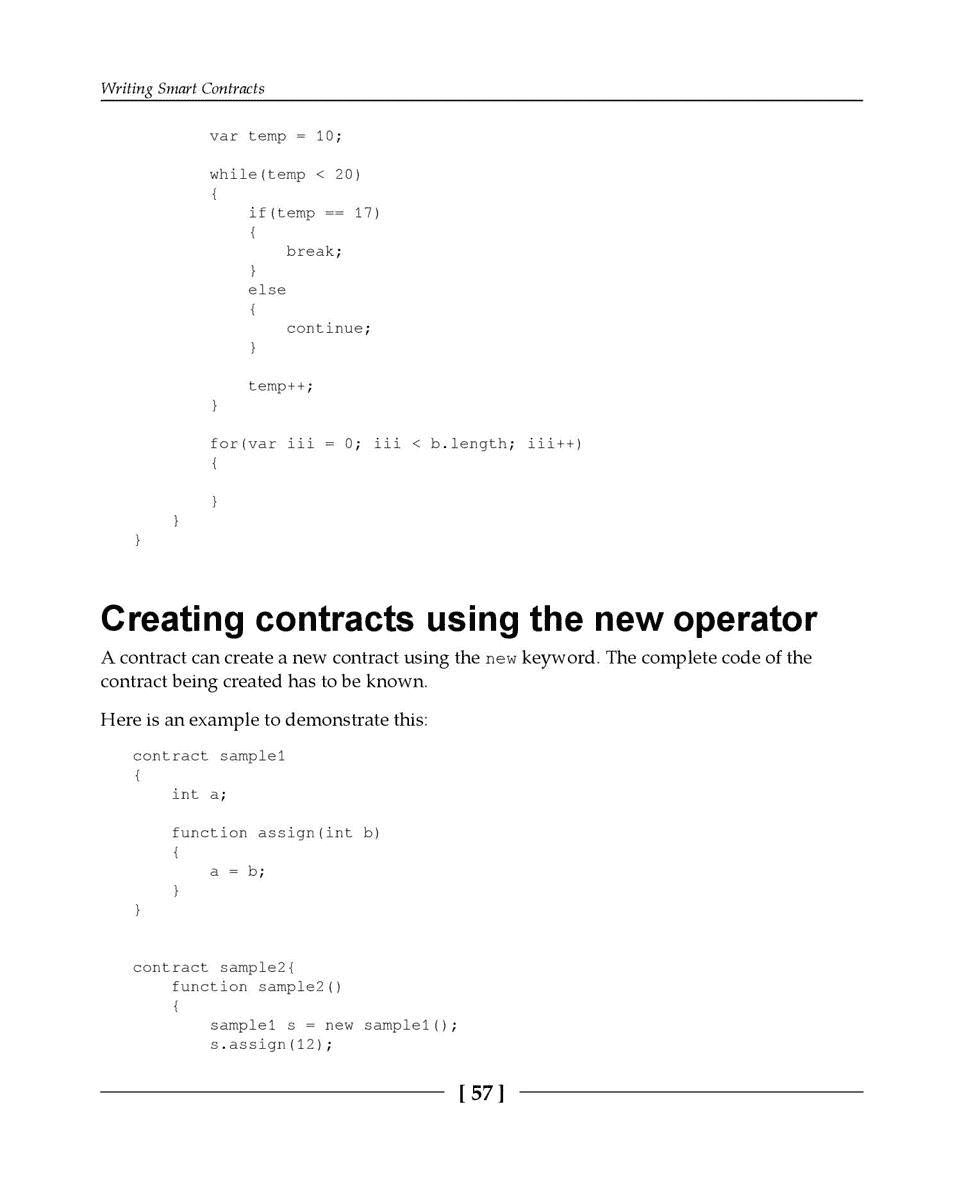 Writing Smart Contracts
var temp = 10;
while(temp < 20)
{
if(temp == 17)
{
break;
}
else
{
continue;
}
temp++;
}
for(var iii = 0; iii < b.length; iii++)
{
}
}
}
Creating contracts using the new operator
A contract can create a new contract using the new keyword. The complete code of the
contract being created has to be known.
Here is an example to demonstrate this:
contract sample1
{
int a;
function assign(int b)
{
a = b;
}
}
contract sample2{
function sample2()
{
sample1 s = new sample1();
s.assign(12);
[ 57 ]